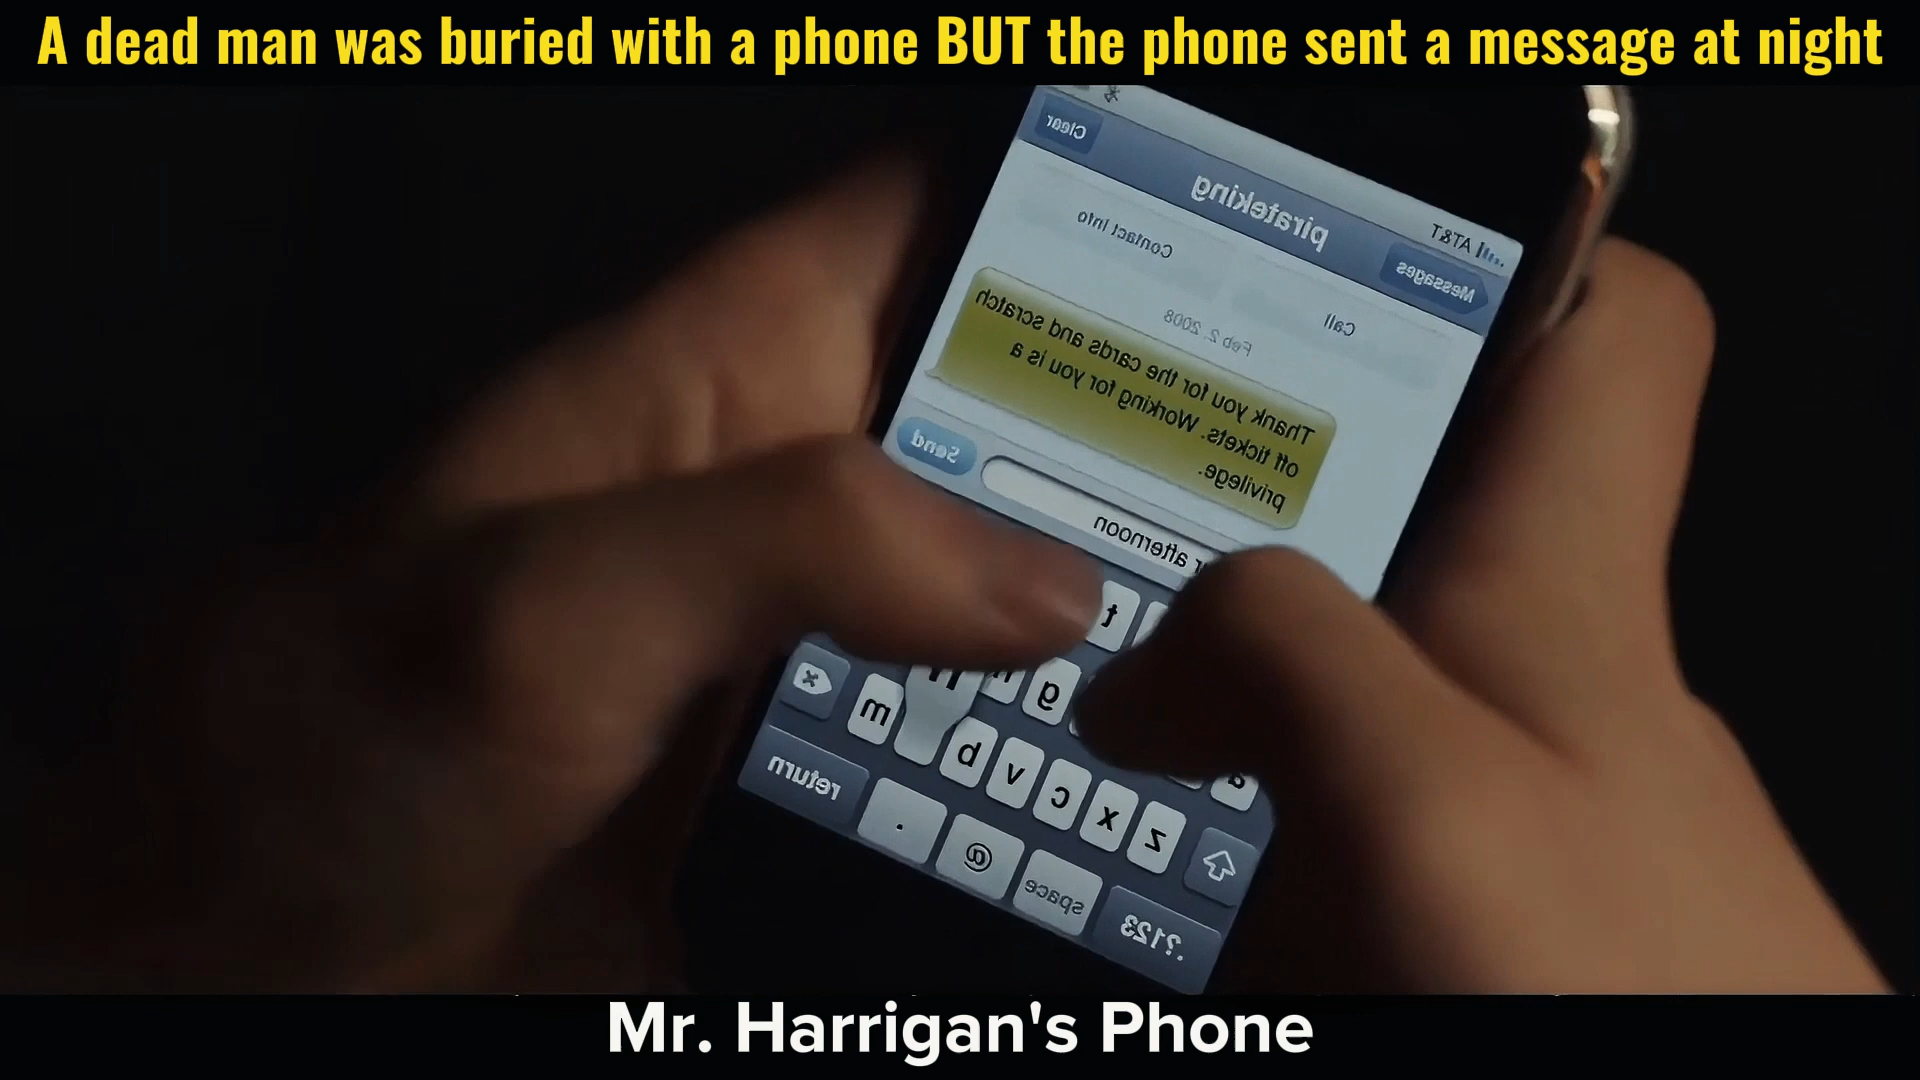 A dead man was buried with a phone BUT the phone sent a message at night
AT&T
Messages
pirateking
Clear
Call
Contact Info
Feb 2, 2008
Thank you for the cards and scratch
off tickets. Working for you is a
privilege.
afternoon
Send
t
g
a
z
x
c
v
b
m
.?123
space
@
.
return
Mr. Harrigan's Phone